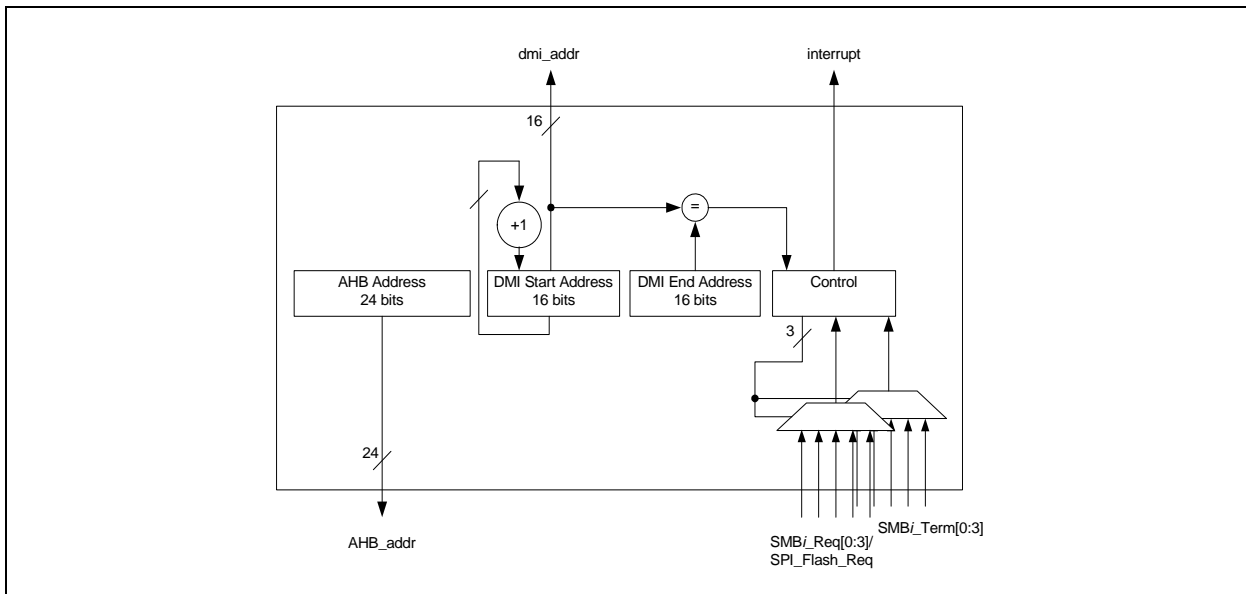 dmi_addr
interrupt
16
+1
=
AHB Address
24 bits
DMI Start Address
16 bits
DMI End Address
16 bits
Control
3
24
AHB_addr
SMBi_Req[0:3]/
SPI_Flash_Req
SMBi_Term[0:3]